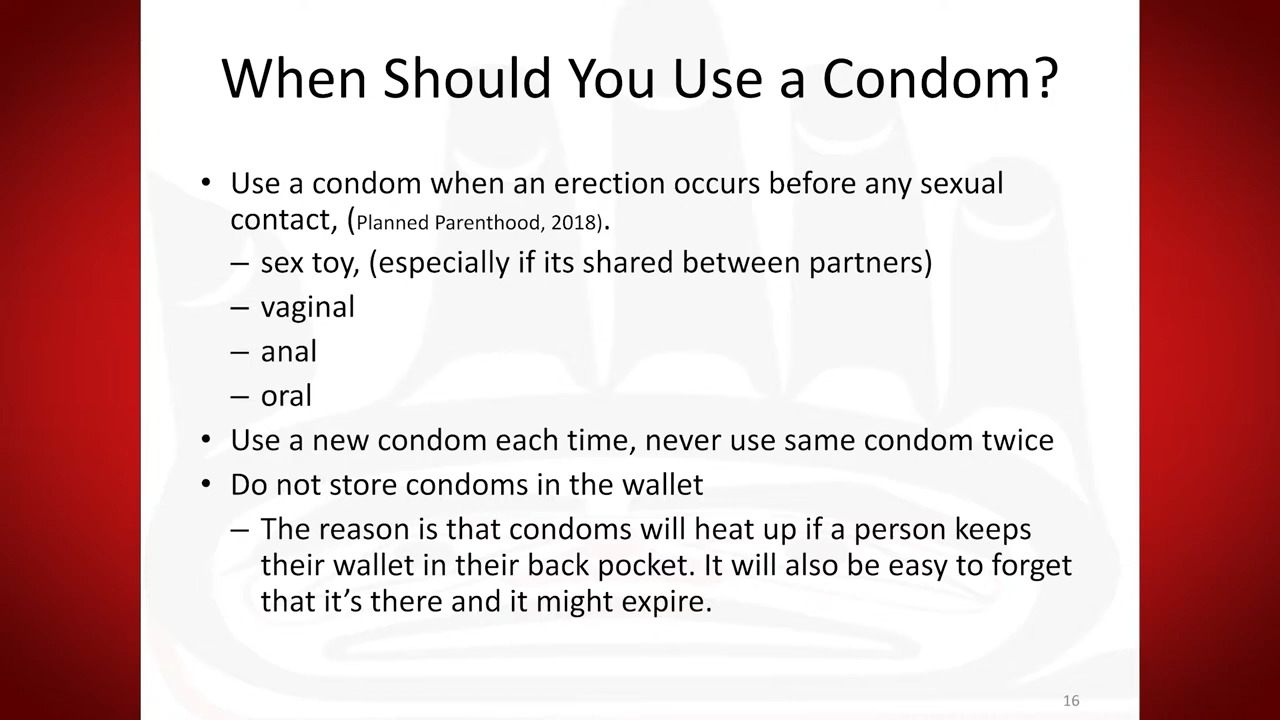 When Should You Use a Condom?
• Use a condom when an erection occurs before any sexual
contact, (Planned Parenthood, 2018).
– sex toy, (especially if its shared between partners)
– vaginal
– anal
– oral
• Use a new condom each time, never use same condom twice
• Do not store condoms in the wallet
– The reason is that condoms will heat up if a person keeps
their wallet in their back pocket. It will also be easy to forget
that it’s there and it might expire.
16